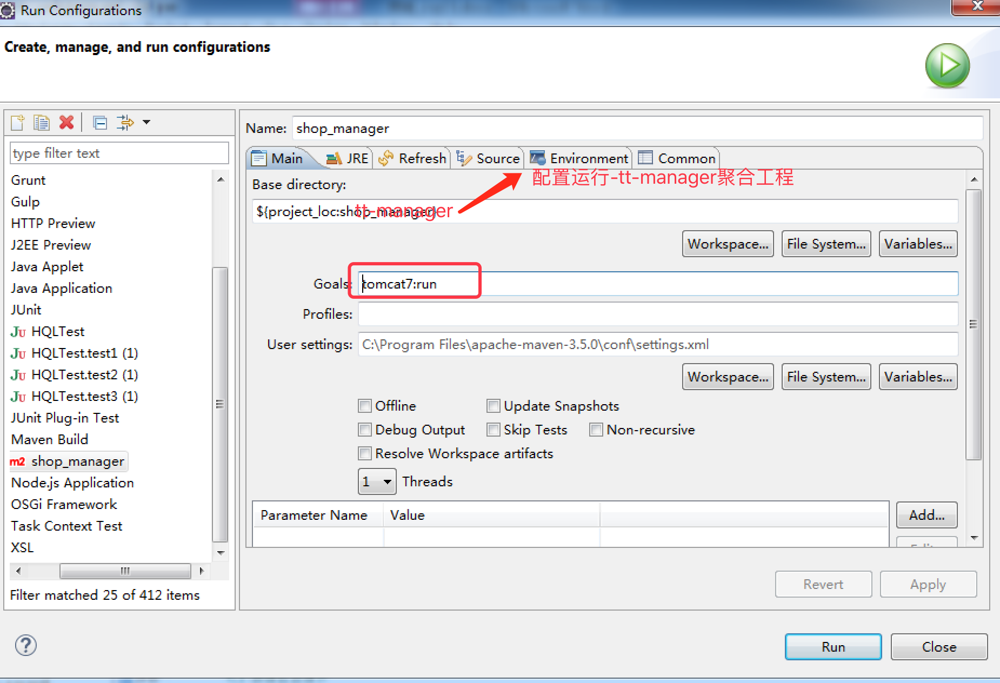 Run Configurations
Create, manage, and run configurations
type filter text
Grunt
Gulp
HTTP Preview
J2EE Preview
Java Applet
Java Application
JUnit
Ju HQLTest
Ju HQLTest.test1 (1)
Ju HQLTest.test2 (1)
Ju HQLTest.test3 (1)
JUnit Plug-in Test
Maven Build
m2 shop_manager
Node.js Application
OSGi Framework
Task Context Test
XSL
Filter matched 25 of 412 items
Name: shop_manager
Main JRE Refresh Source Environment Common
配置运行-tt-manager聚合工程
Base directory:
${project_loc:shop_manager}
tt-manager
Workspace... File System... Variables...
Goals: tomcat7:run
Profiles:
User settings: C:\Program Files\apache-maven-3.5.0\conf\settings.xml
Workspace... File System... Variables...
Offline Update Snapshots
Debug Output Skip Tests Non-recursive
Resolve Workspace artifacts
1 Threads
Parameter Name Value
Add...
Revert Apply
Run Close